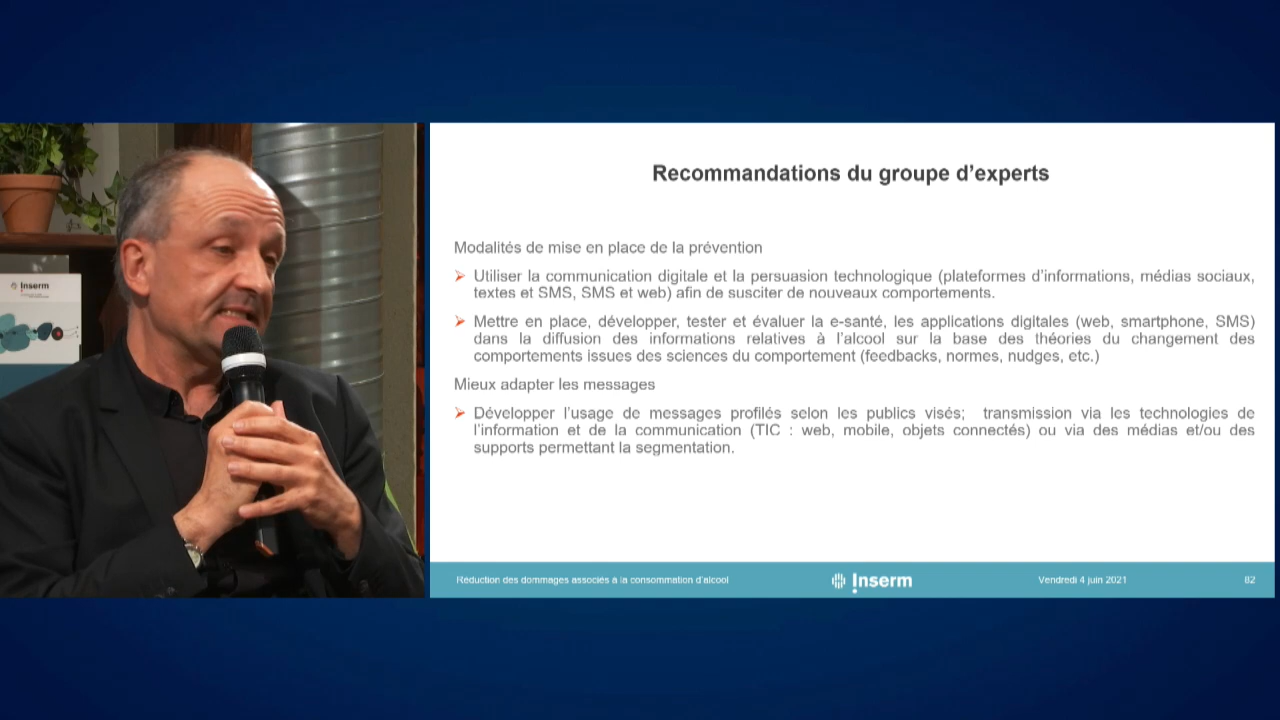 Inserm
Recommandations du groupe d’experts
Modalités de mise en place de la prévention
Utiliser la communication digitale et la persuasion technologique (plateformes d’informations, médias sociaux,
textes et SMS, SMS et web) afin de susciter de nouveaux comportements.
Mettre en place, développer, tester et évaluer la e-santé, les applications digitales (web, smartphone, SMS)
dans la diffusion des informations relatives à l’alcool sur la base des théories du changement des
comportements issues des sciences du comportement (feedbacks, normes, nudges, etc.)
Mieux adapter les messages
Développer l’usage de messages profilés selon les publics visés; transmission via les technologies de
l’information et de la communication (TIC : web, mobile, objets connectés) ou via des médias et/ou des
supports permettant la segmentation.
Réduction des dommages associés à la consommation d’alcool
Inserm
Vendredi 4 juin 2021
82